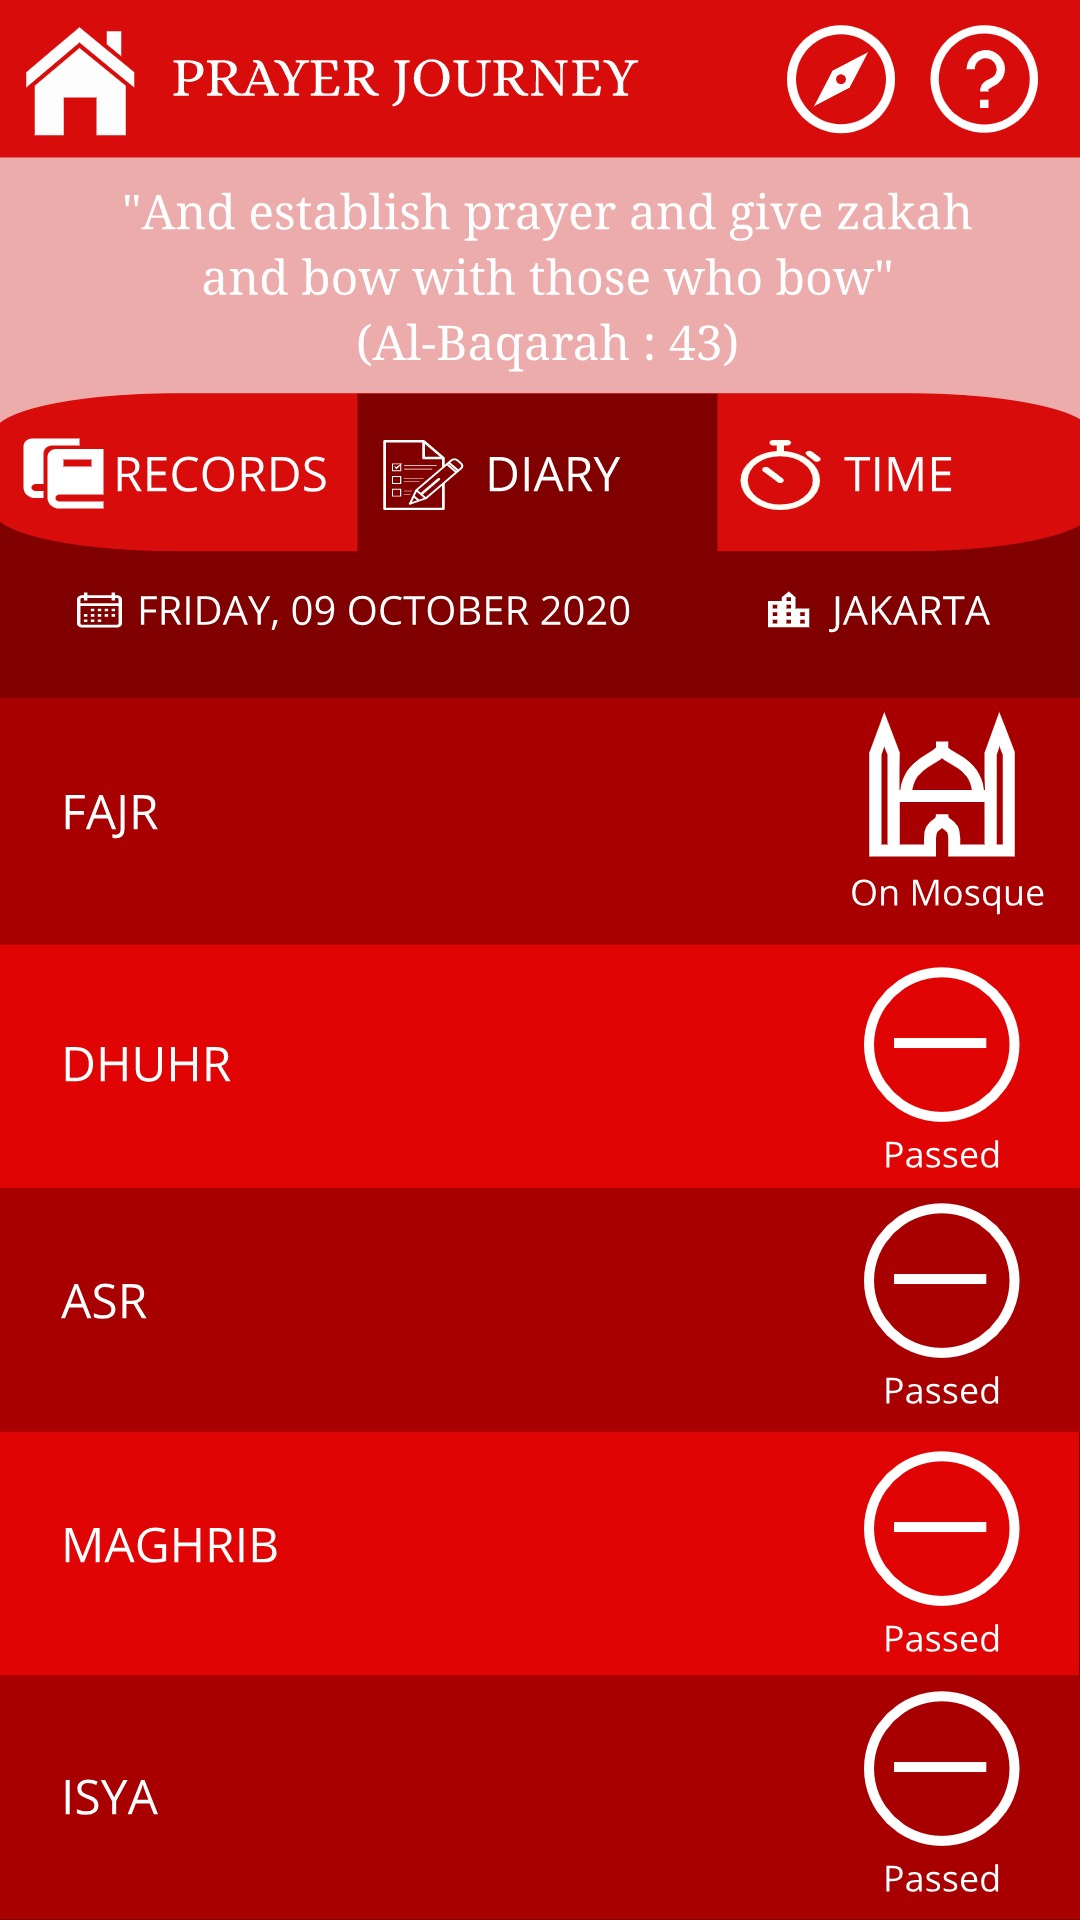 PRAYER JOURNEY
"And establish prayer and give zakah
and bow with those who bow"
(Al-Baqarah : 43)
RECORDS
DIARY
TIME
FRIDAY, 09 OCTOBER 2020
JAKARTA
FAJR
On Mosque
DHUHR
Passed
ASR
Passed
MAGHRIB
Passed
ISYA
Passed